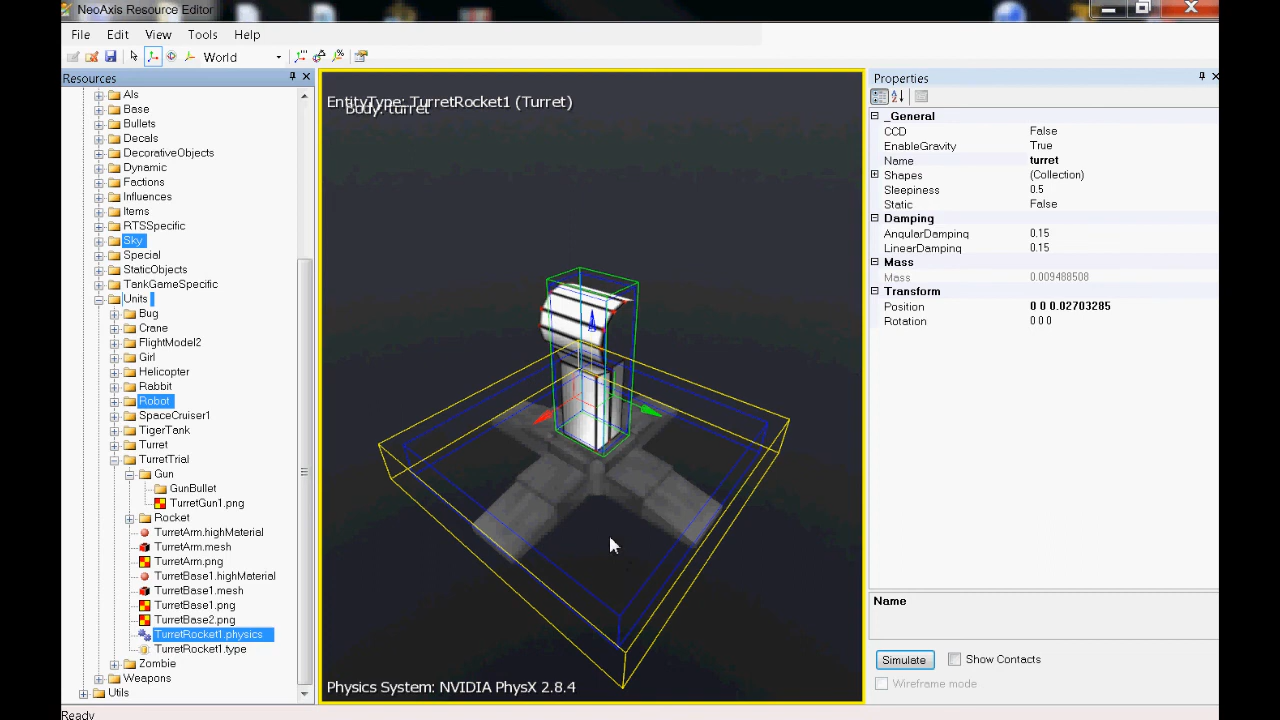 NeoAxis Resource Editor
File Edit View Tools Help
World
Resources
AIs
Base
Bullets
Decals
DecorativeObjects
Dynamic
Factions
Influences
Items
RTSSpecific
Sky
Special
StaticObjects
TankGameSpecific
Units
Bug
Crane
FlightModel2
Girl
Helicopter
Rabbit
Robot
SpaceCruiser1
TigerTank
Turret
TurretTrial
Gun
GunBullet
TurretGun1.png
Rocket
TurretArm.highMaterial
TurretArm.mesh
TurretArm.png
TurretBase1.highMaterial
TurretBase1.mesh
TurretBase1.png
TurretBase2.png
TurretRocket1.physics
TurretRocket1.type
Zombie
Weapons
Utils
Ready
EntityType: TurretRocket1 (Turret)
Body: turret
Physics System: NVIDIA PhysX 2.8.4
Properties
_General
CCD False
EnableGravity True
Name turret
Shapes (Collection)
Sleepiness 0.5
Static False
Damping
AngularDamping 0.15
LinearDamping 0.15
Mass
Mass 0.009488508
Transform
Position 0 0 0.02703285
Rotation 0 0 0
Name
Simulate Show Contacts
Wireframe mode